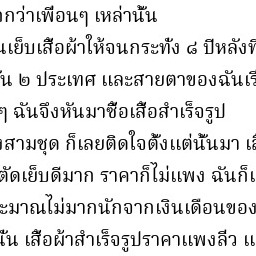 กว่าเพื่อนๆ เหล่านั้น
เย็บเสื้อผ้าให้จนกระทั่ง ๘ ปีหลังที่
๒ ประเทศ และสายตาของฉันเริ่
ๆ ฉันจึงหันมาซื้อเสื้อสำเร็จรูป
สามชุด ก็เลยติดใจตั้งแต่นั้นมา เสื้
ตัดเย็บดีมาก ราคาก็ไม่แพง ฉันก็เ
ะมาณไม่มากนักจากเงินเดือนของ
นั้น เสื้อผ้าสำเร็จรูปราคาแพงลิ่ว แ